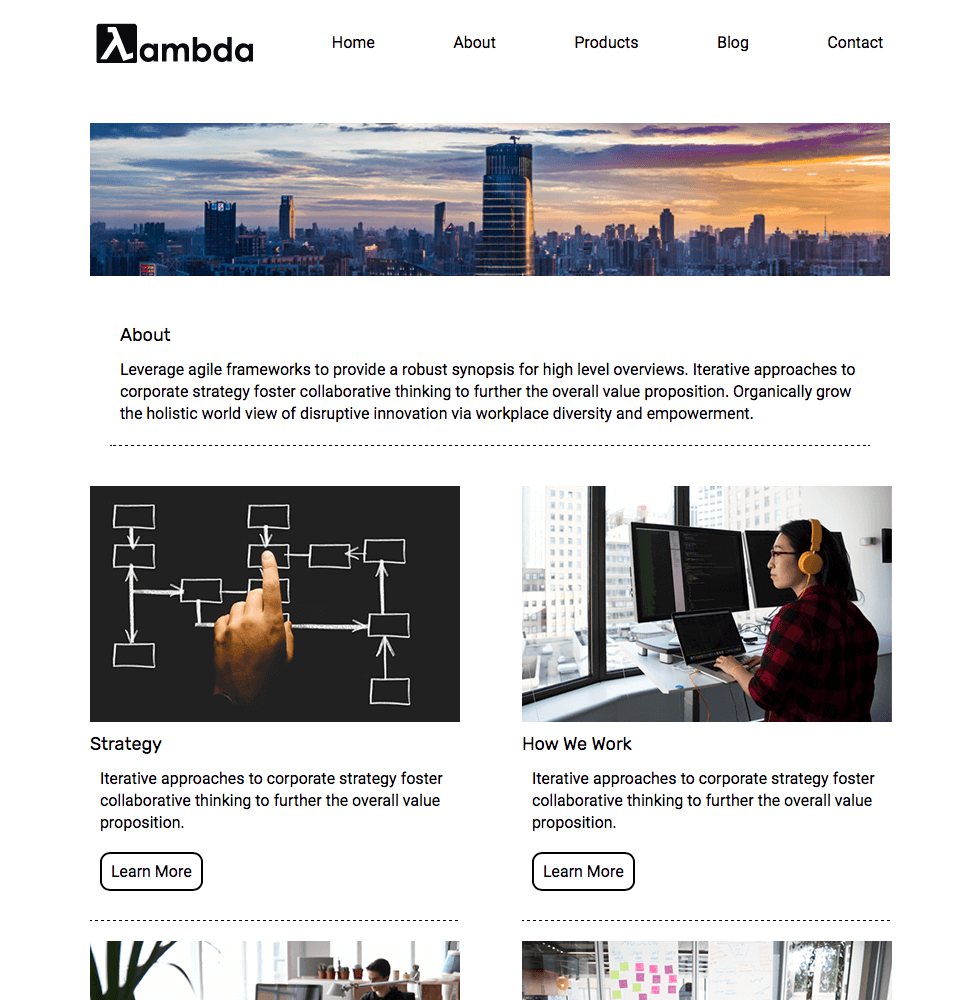 λambda
Home
About
Products
Blog
Contact
About
Leverage agile frameworks to provide a robust synopsis for high level overviews. Iterative approaches to
corporate strategy foster collaborative thinking to further the overall value proposition. Organically grow
the holistic world view of disruptive innovation via workplace diversity and empowerment.
Strategy
Iterative approaches to corporate strategy foster
collaborative thinking to further the overall value
proposition.
Learn More
How We Work
Iterative approaches to corporate strategy foster
collaborative thinking to further the overall value
proposition.
Learn More